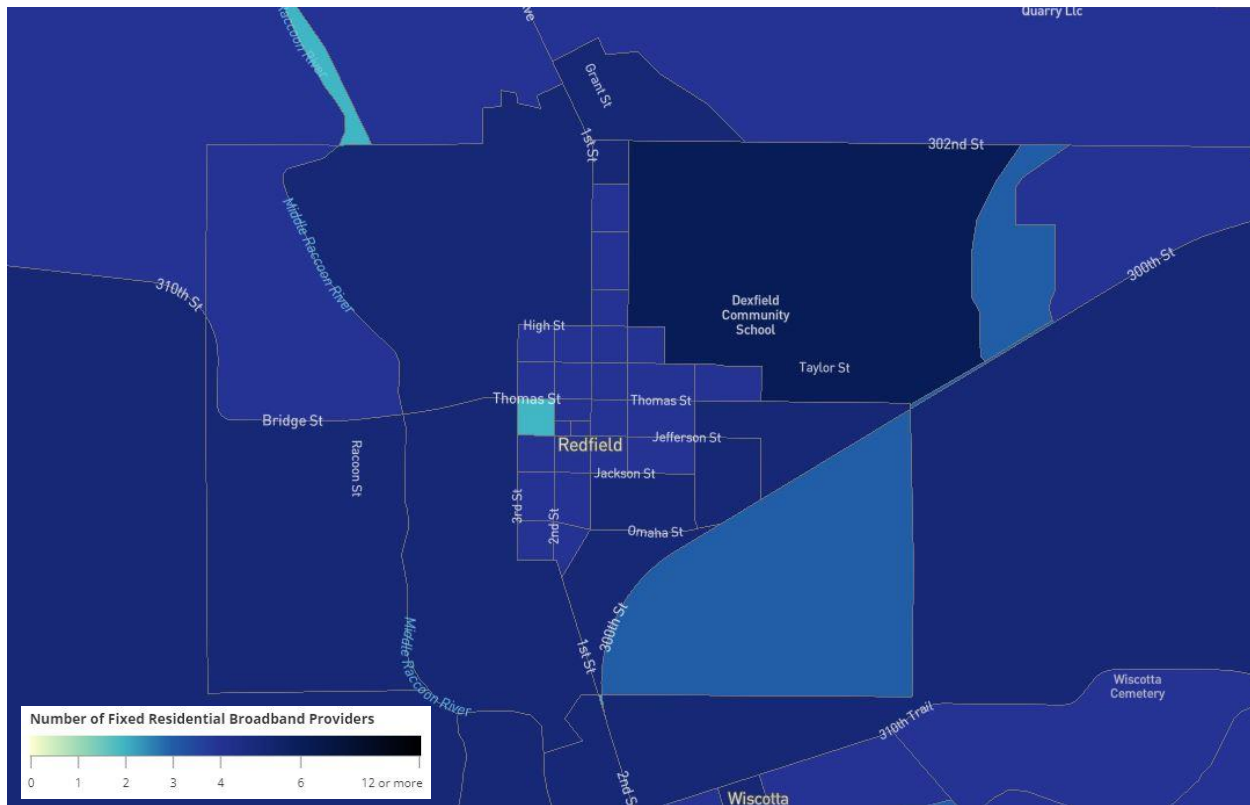 Quarry Llc
Raccoon River
Grant St
1st St
302nd St
Middle Raccoon River
310th St
300th St
Dexfield
Community
School
High St
Taylor St
Thomas St
Thomas St
Bridge St
Jefferson St
Redfield
Racoon St
Jackson St
3rd St
2nd St
Omaha St
300th St
1st St
Middle Raccoon River
Wiscotta
Cemetery
310th Trail
2nd S
Wiscotta
Number of Fixed Residential Broadband Providers
0 1 2 3 4 6 12 or more